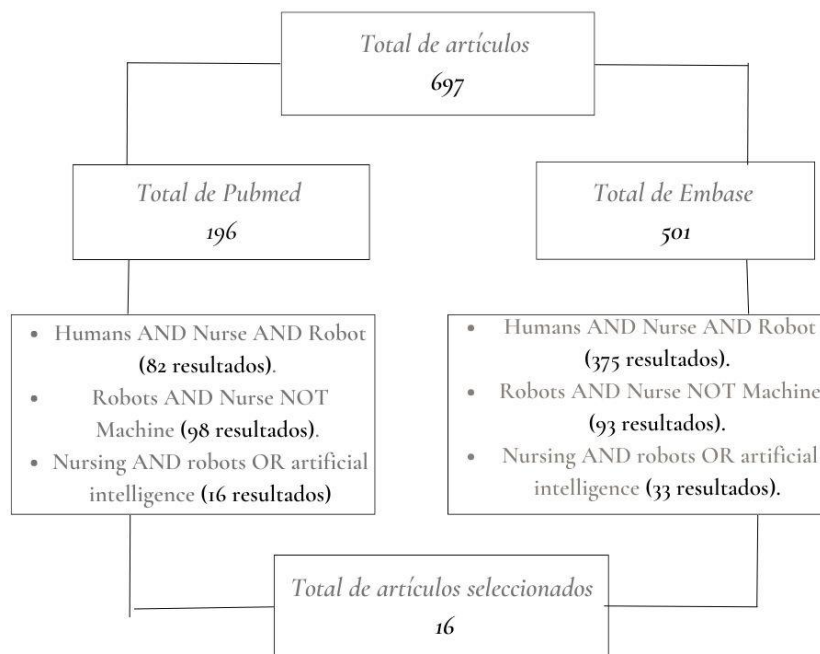 Total de artículos
697
Total de Pubmed
196
Total de Embase
501
• Humans AND Nurse AND Robot
(82 resultados).
• Robots AND Nurse NOT
Machine (98 resultados).
• Nursing AND robots OR artificial
intelligence (16 resultados)
• Humans AND Nurse AND Robot
(375 resultados).
• Robots AND Nurse NOT Machine
(93 resultados).
• Nursing AND robots OR artificial
intelligence (33 resultados).
Total de artículos seleccionados
16